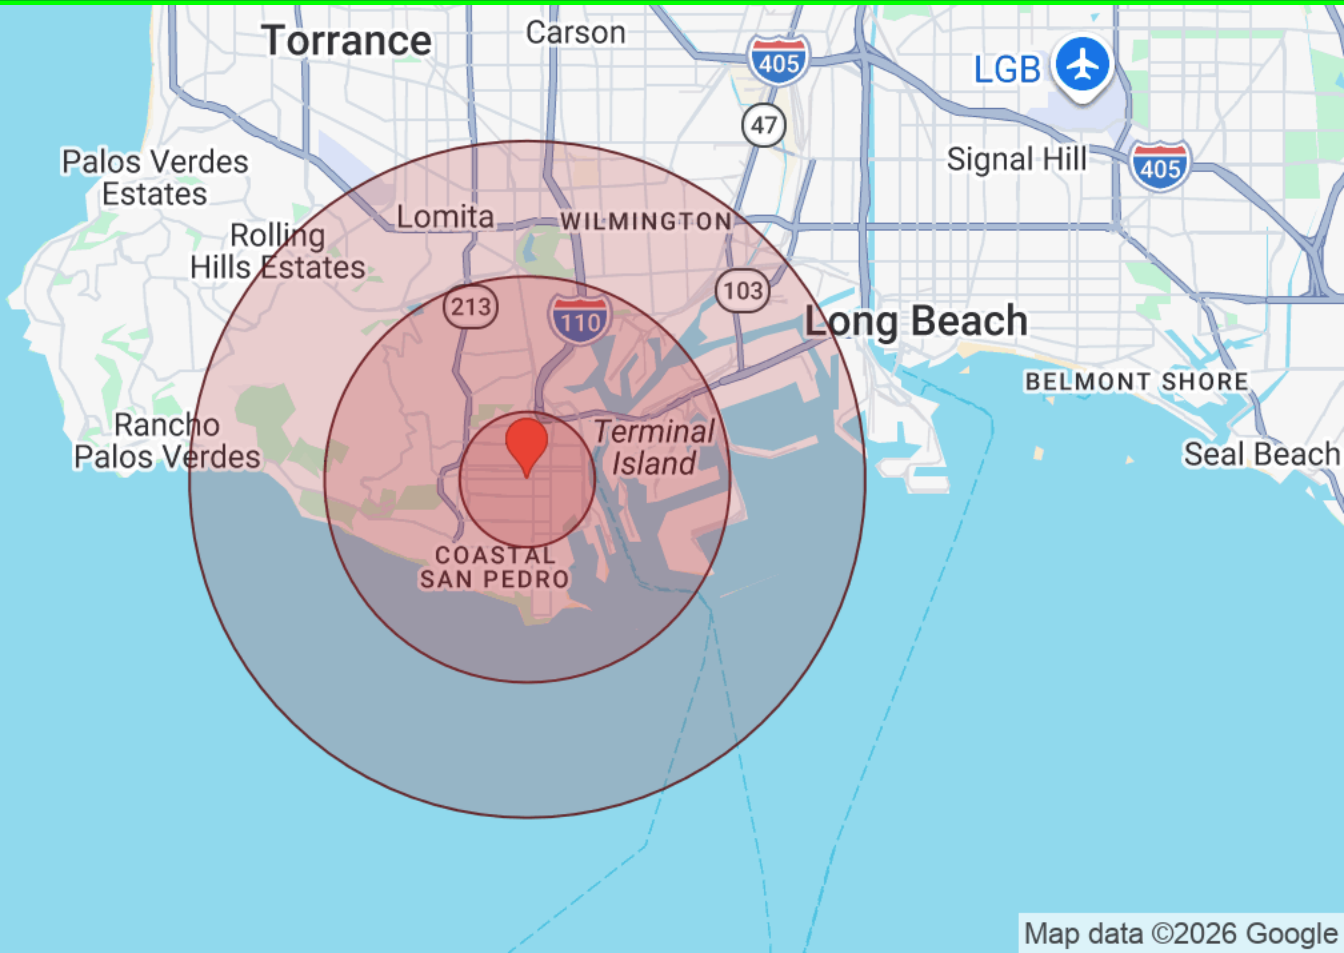 Torrance
Carson
405
LGB
47
Palos Verdes
Estates
Signal Hill
405
Lomita
WILMINGTON
Rolling
Hills Estates
103
213
110
Long Beach
BELMONT SHORE
Rancho
Palos Verdes
Terminal
Island
Seal Beach
COASTAL
SAN PEDRO
Map data ©2026 Google